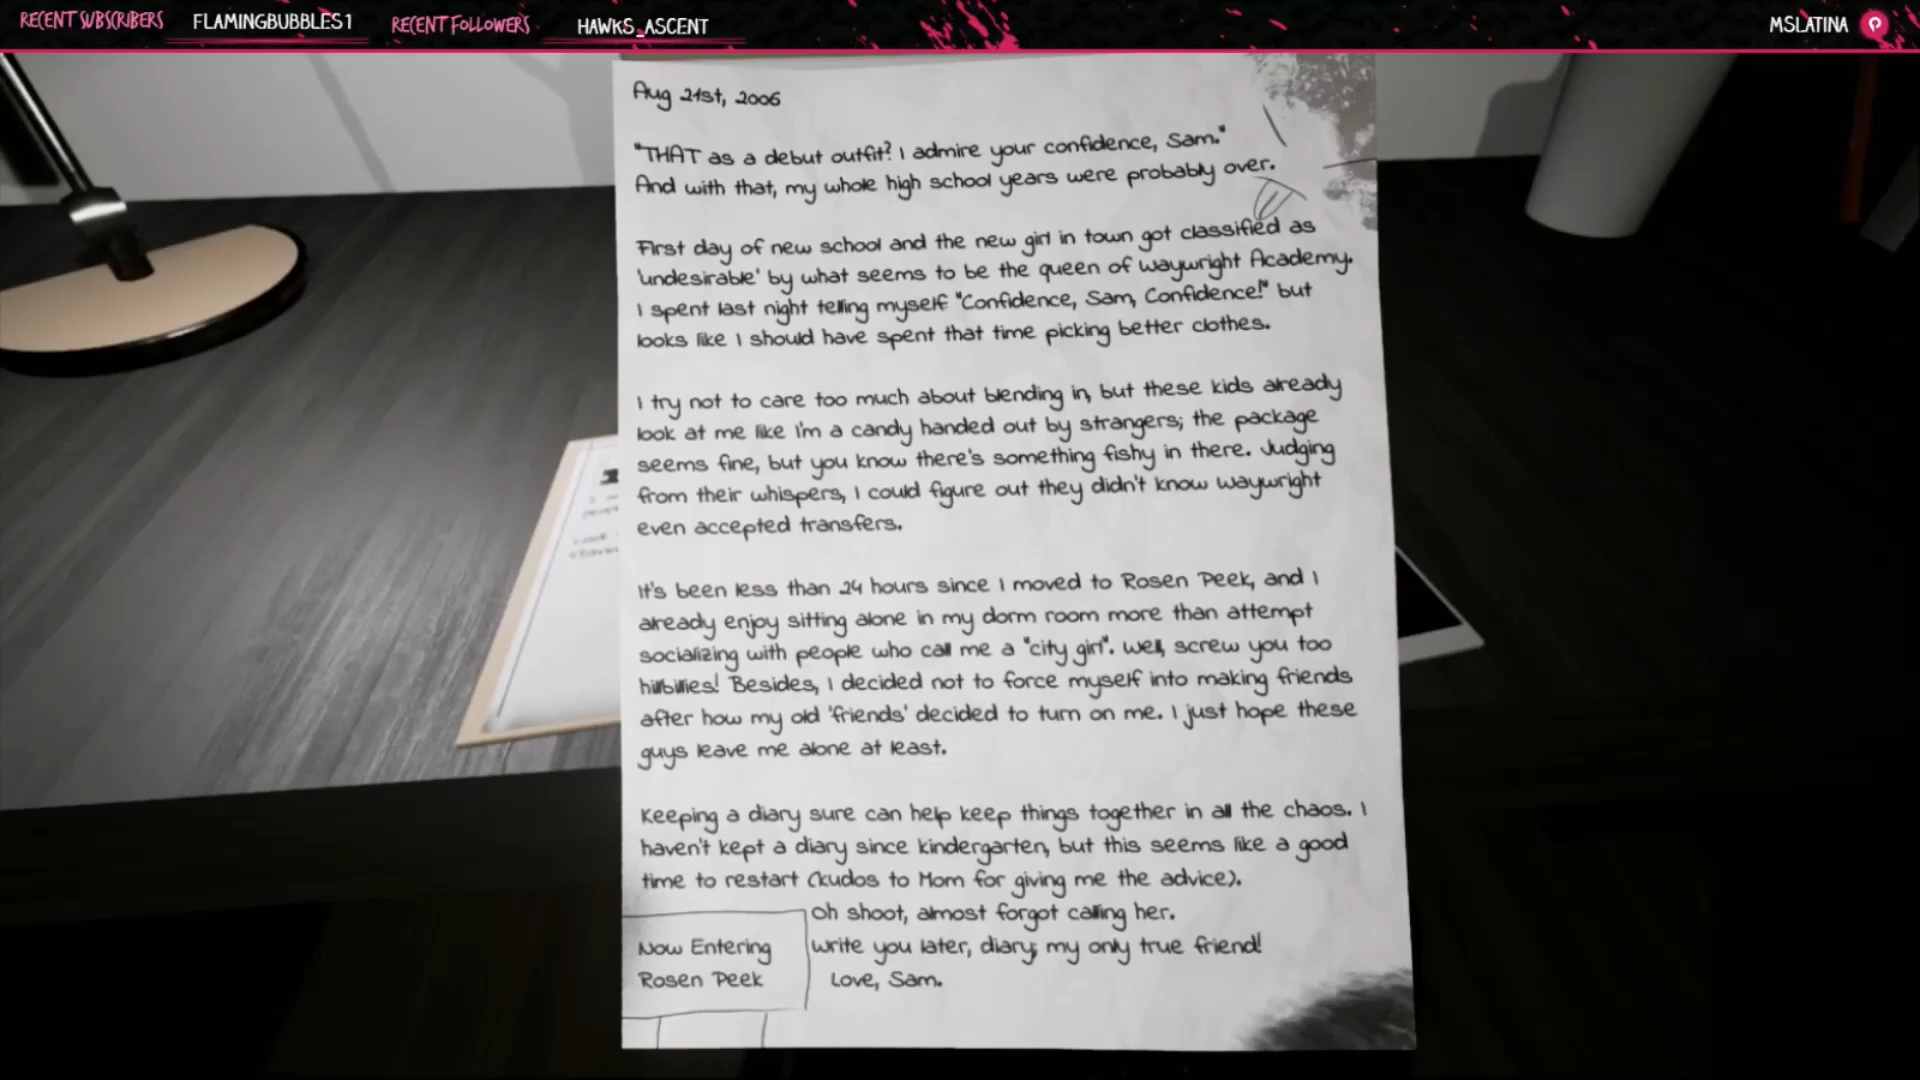 RECENT SUBSCRIBERS FLAMINGBUBBLES1 RECENT FOLLOWERS HAWKS_ASCENT MSLATINA
Aug 21st, 2006
"THAT as a debut outfit? I admire your confidence, Sam."
And with that, my whole high school years were probably over.
First day of new school and the new girl in town got classified as
'undesirable' by what seems to be the queen of Waywright Academy.
I spent last night telling myself "Confidence, Sam, Confidence!" but
looks like I should have spent that time picking better clothes.
I try not to care too much about blending in, but these kids already
look at me like I'm a candy handed out by strangers; the package
seems fine, but you know there's something fishy in there. Judging
from their whispers, I could figure out they didn't know Waywright
even accepted transfers.
It's been less than 24 hours since I moved to Rosen Peek, and I
already enjoy sitting alone in my dorm room more than attempt
socializing with people who call me a "city girl". Well, screw you too
hillbillies! Besides, I decided not to force myself into making friends
after how my old 'friends' decided to turn on me. I just hope these
guys leave me alone at least.
Keeping a diary sure can help keep things together in all the chaos. I
haven't kept a diary since kindergarten, but this seems like a good
time to restart (kudos to Mom for giving me the advice).
Oh shoot, almost forgot calling her.
Write you later, diary; my only true friend!
Love, Sam.
Now Entering
Rosen Peek